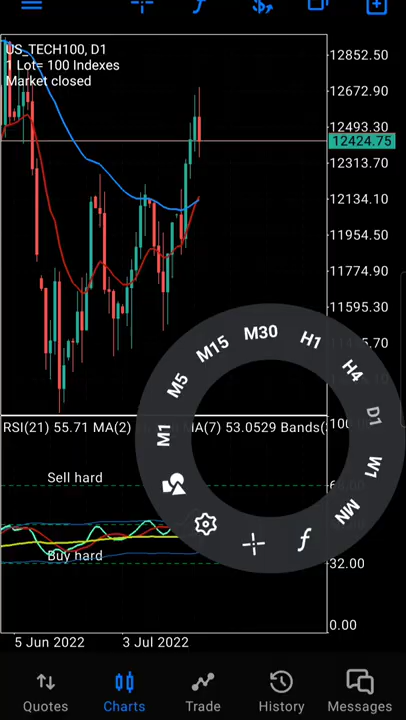 US_TECH100, D1
1 Lot= 100 Indexes
Market closed
12852.50
12672.90
12493.30
12424.75
12313.70
12134.10
11954.50
11774.90
11595.30
M1
M5
M15
M30
H1
H4
D1
W1
MN
f
RSI(21) 55.71 MA(2)
MA(7) 53.0529 Bands(
100
Sell hard
Buy hard
32.00
0.00
5 Jun 2022
3 Jul 2022
Quotes
Charts
Trade
History
Messages